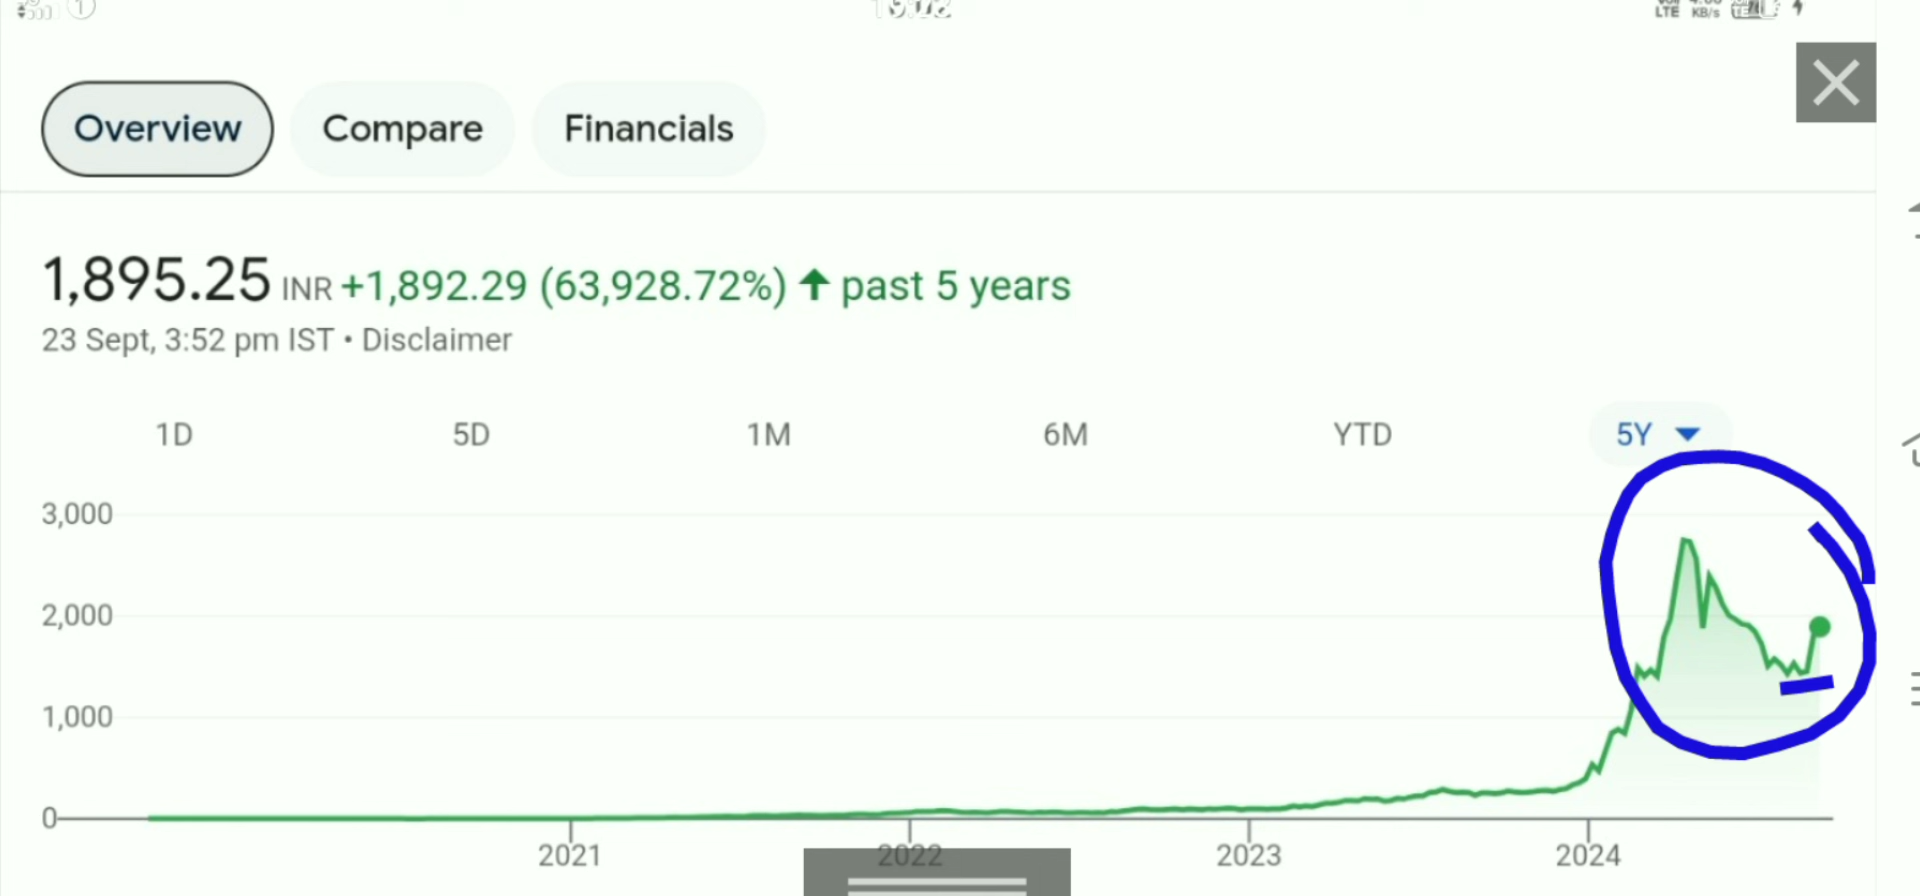 LTE KB/s
Overview Compare Financials
1,895.25 INR +1,892.29 (63,928.72%) ↑ past 5 years
23 Sept, 3:52 pm IST • Disclaimer
1D 5D 1M 6M YTD 5Y
3,000
2,000
1,000
0
2021 2022 2023 2024